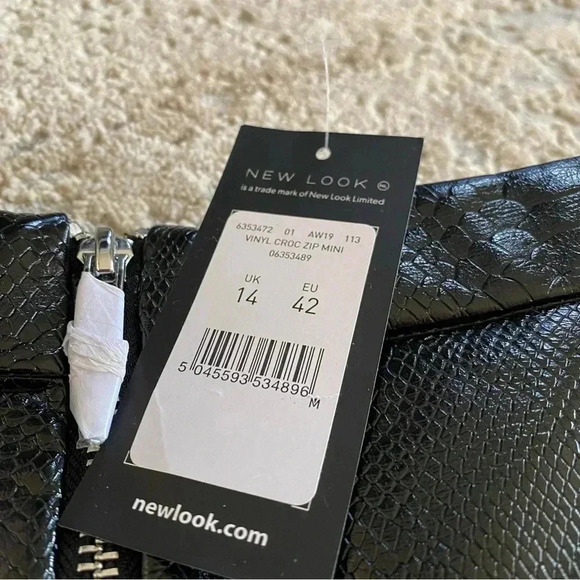 NEW LOOK NL
is a trade mark of New Look Limited
6353472 01 AW19 113
VINYL CROC ZIP MINI
06353489
UK EU
14 42
5 045593 534896
M
newlook.com